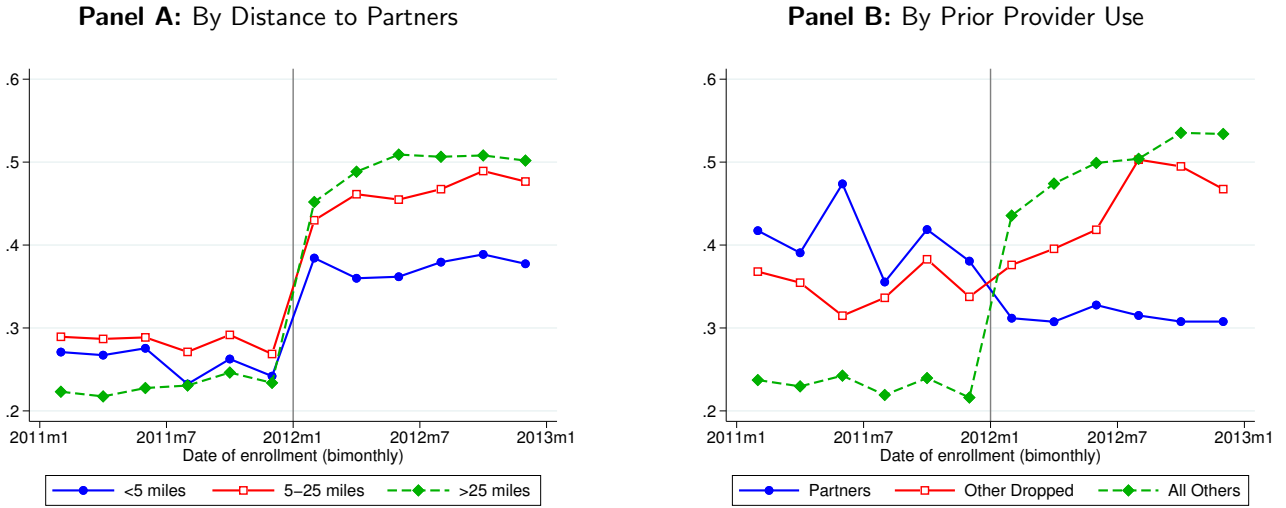 Panel A: By Distance to Partners
.6
.5
.4
.3
.2
2011m1 2011m7 2012m1 2012m7 2013m1
Date of enrollment (bimonthly)
<5 miles 5–25 miles >25 miles
Panel B: By Prior Provider Use
.6
.5
.4
.3
.2
2011m1 2011m7 2012m1 2012m7 2013m1
Date of enrollment (bimonthly)
Partners Other Dropped All Others